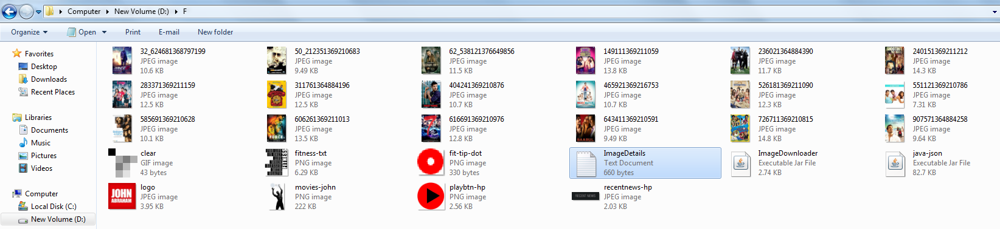 Computer ▸ New Volume (D:) ▸ F
Organize Open Print E-mail New folder
Favorites
Desktop
Downloads
Recent Places
Libraries
Documents
Music
Pictures
Videos
Computer
Local Disk (C:)
New Volume (D:)
32_624681368797199
JPEG image
10.6 KB
50_212351369210683
JPEG image
9.49 KB
62_538121376649856
JPEG image
11.5 KB
149111369211059
JPEG image
13.8 KB
236021364884390
JPEG image
11.7 KB
240151369211212
JPEG image
14.3 KB
283371369211159
JPEG image
12.5 KB
311761364884196
JPEG image
12.5 KB
404241369210876
JPEG image
10.7 KB
465921369216753
JPEG image
10.7 KB
526181369211090
JPEG image
12.3 KB
551121369210786
JPEG image
7.31 KB
585691369210628
JPEG image
10.1 KB
606261369211013
JPEG image
13.5 KB
616691369210976
JPEG image
12.8 KB
643411369210591
JPEG image
9.49 KB
726711369210815
JPEG image
14.8 KB
907571364884258
JPEG image
9.64 KB
clear
GIF image
43 bytes
fitness-txt
PNG image
6.29 KB
fit-tip-dot
PNG image
330 bytes
ImageDetails
Text Document
660 bytes
ImageDownloader
Executable Jar File
2.74 KB
java-json
Executable Jar File
82.7 KB
JOHN
ABRAHAM
logo
JPEG image
3.95 KB
movies-john
PNG image
222 KB
playbtn-hp
PNG image
2.56 KB
RECENT NEWS
recentnews-hp
JPEG image
2.03 KB